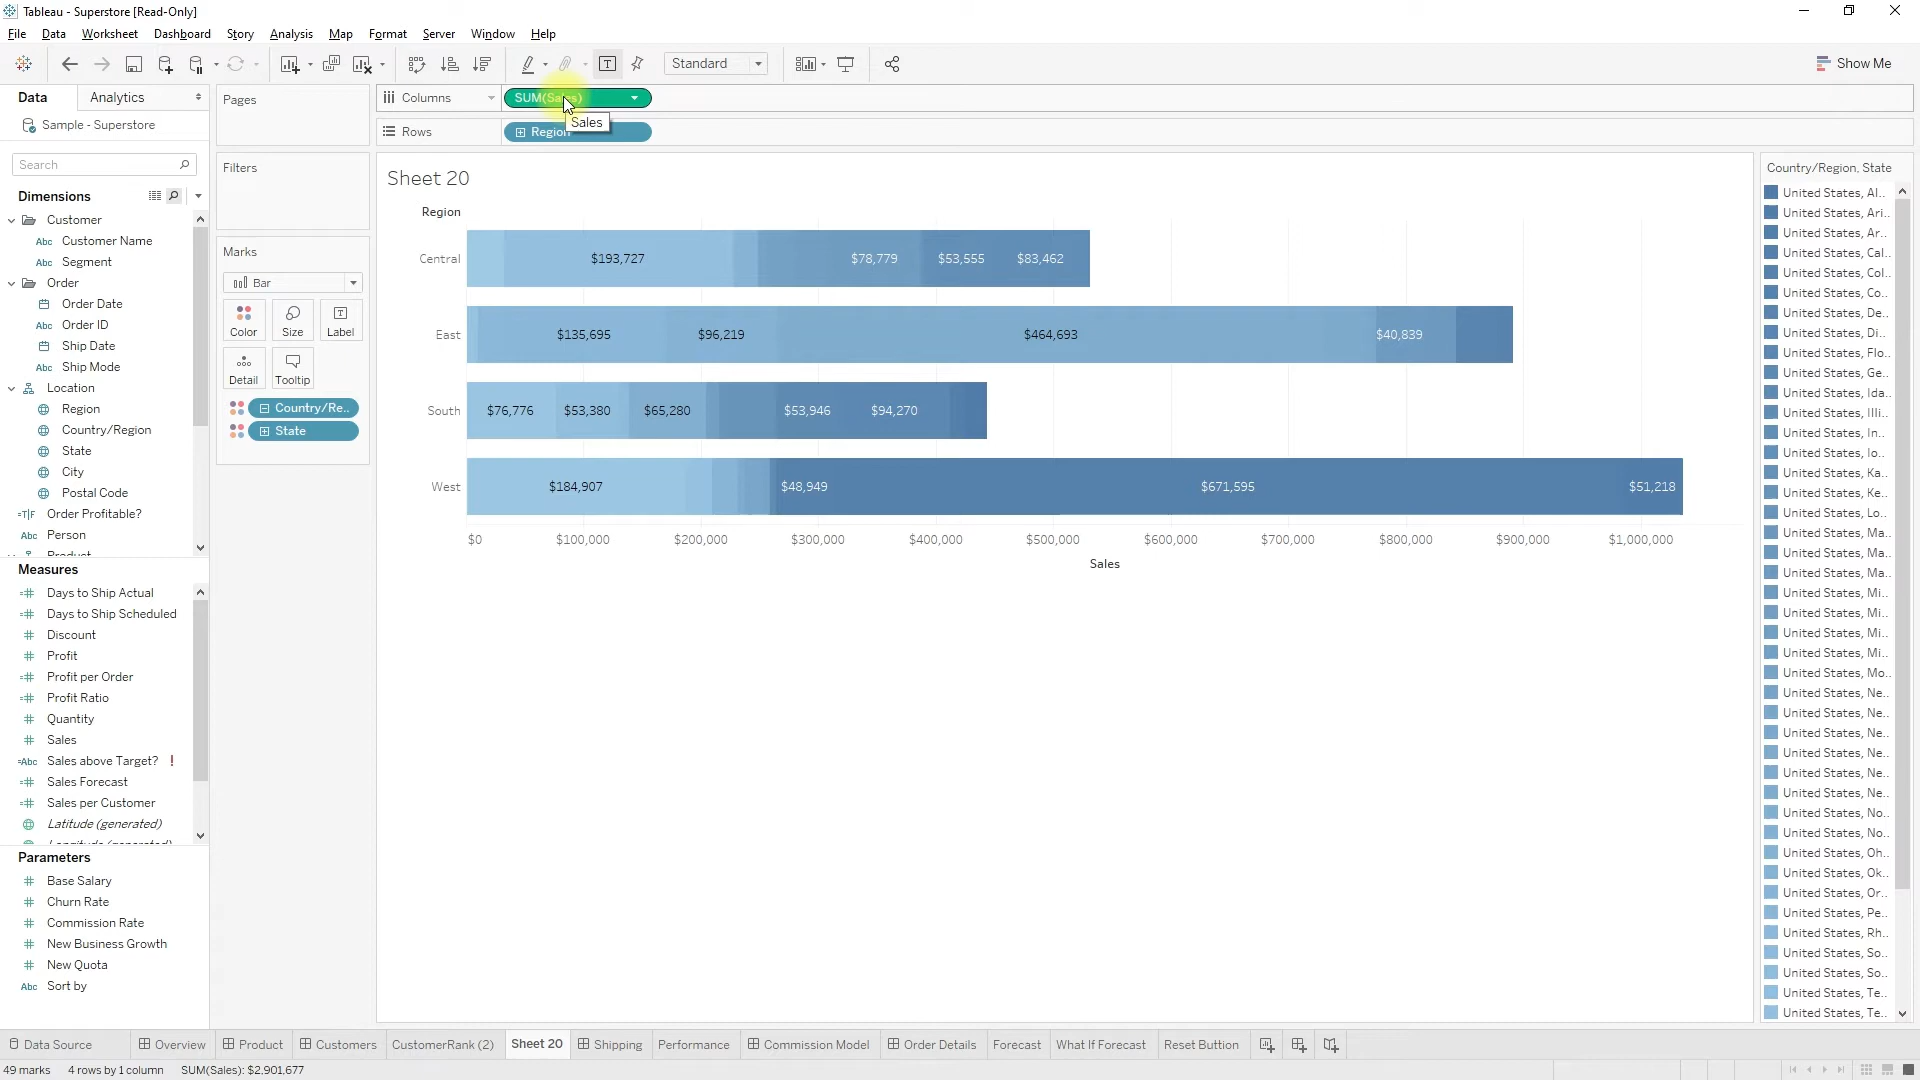 Tableau - Superstore [Read-Only]
File Data Worksheet Dashboard Story Analysis Map Format Server Window Help
Standard
Show Me
Data Analytics
Sample - Superstore
Search
Dimensions
Customer
Abc Customer Name
Abc Segment
Order
Order Date
Abc Order ID
Ship Date
Abc Ship Mode
Location
Region
Country/Region
State
City
Postal Code
=T|F Order Profitable?
Abc Person
Product
Measures
=# Days to Ship Actual
=# Days to Ship Scheduled
# Discount
# Profit
=# Profit per Order
=# Profit Ratio
# Quantity
# Sales
=Abc Sales above Target? !
=# Sales Forecast
=# Sales per Customer
Latitude (generated)
Longitude (generated)
Parameters
# Base Salary
# Churn Rate
# Commission Rate
# New Business Growth
# New Quota
Abc Sort by
Pages
Filters
Marks
Bar
Color Size T Label
Detail Tooltip
Country/Re..
State
Columns SUM(Sales)
Sales
Rows Region
Sheet 20
Region
Central $193,727 $78,779 $53,555 $83,462
East $135,695 $96,219 $464,693 $40,839
South $76,776 $53,380 $65,280 $53,946 $94,270
West $184,907 $48,949 $671,595 $51,218
$0 $100,000 $200,000 $300,000 $400,000 $500,000 $600,000 $700,000 $800,000 $900,000 $1,000,000
Sales
Country/Region, State
United States, Al..
United States, Ari..
United States, Ar..
United States, Cal..
United States, Col..
United States, Co..
United States, De..
United States, Di..
United States, Flo..
United States, Ge..
United States, Ida..
United States, Illi..
United States, In..
United States, Io..
United States, Ka..
United States, Ke..
United States, Lo..
United States, Ma..
United States, Ma..
United States, Ma..
United States, Mi..
United States, Mi..
United States, Mi..
United States, Mi..
United States, Mo..
United States, Ne..
United States, Ne..
United States, Ne..
United States, Ne..
United States, Ne..
United States, Ne..
United States, No..
United States, No..
United States, Oh..
United States, Ok..
United States, Or..
United States, Pe..
United States, Rh..
United States, So..
United States, So..
United States, Te..
United States, Te..
Data Source Overview Product Customers CustomerRank (2) Sheet 20 Shipping Performance Commission Model Order Details Forecast What If Forecast Reset Button
49 marks 4 rows by 1 column SUM(Sales): $2,901,677